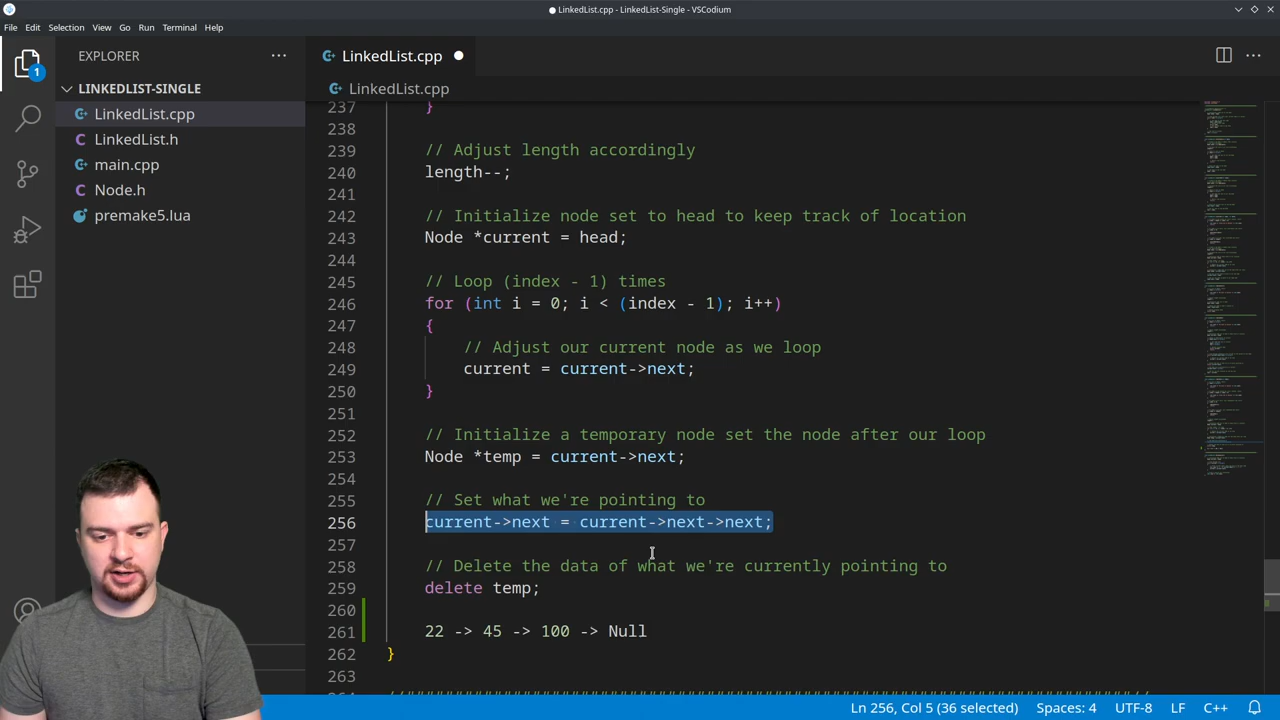 LinkedList.cpp - LinkedList-Single - VSCodium
File Edit Selection View Go Run Terminal Help
EXPLORER
LinkedList.cpp
LINKEDLIST-SINGLE
LinkedList.cpp
LinkedList.cpp
LinkedList.h
main.cpp
Node.h
premake5.lua
1
237 }
238
239 // Adjust length accordingly
240 length--;
241
242 // Initialize node set to head to keep track of location
243 Node *current = head;
244
245 // Loop (index - 1) times
246 for (int i = 0; i < (index - 1); i++)
247 {
248 // Adjust our current node as we loop
249 current = current->next;
250 }
251
252 // Initialize a temporary node set the node after our loop
253 Node *temp = current->next;
254
255 // Set what we're pointing to
256 current->next = current->next->next;
257
258 // Delete the data of what we're currently pointing to
259 delete temp;
260
261 22 -> 45 -> 100 -> Null
262 }
263
Ln 256, Col 5 (36 selected) Spaces: 4 UTF-8 LF C++